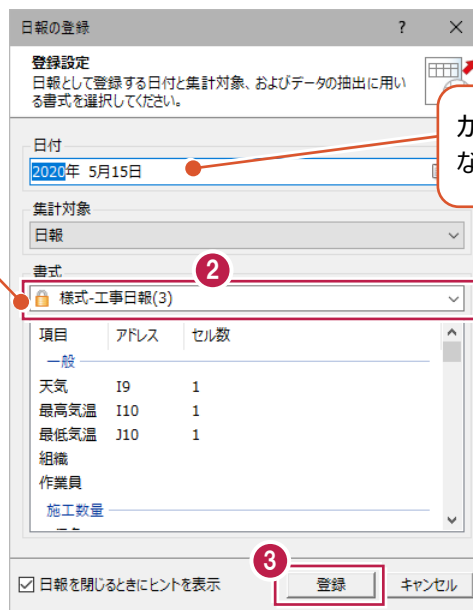 日報の登録 ? ×
登録設定
日報として登録する日付と集計対象、およびデータの抽出に用い
る書式を選択してください。
日付
2020年 5月15日
集計対象
日報
書式
2
様式-工事日報(3)
項目 アドレス セル数
一般
天気 I9 1
最高気温 I10 1
最低気温 J10 1
組織
作業員
施工数量
3
日報を閉じるときにヒントを表示 登録 キャンセル